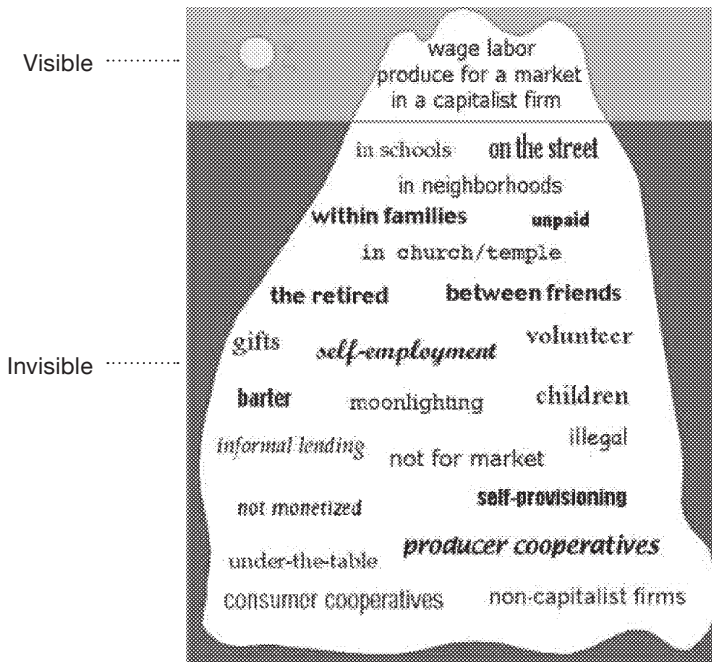 Visible
wage labor
produce for a market
in a capitalist firm
in schools on the street
in neighborhoods
within families unpaid
in church/temple
the retired between friends
gifts self-employment volunteer
Invisible
barter moonlighting children
informal lending not for market illegal
not monetized self-provisioning
under-the-table producer cooperatives
consumer cooperatives non-capitalist firms